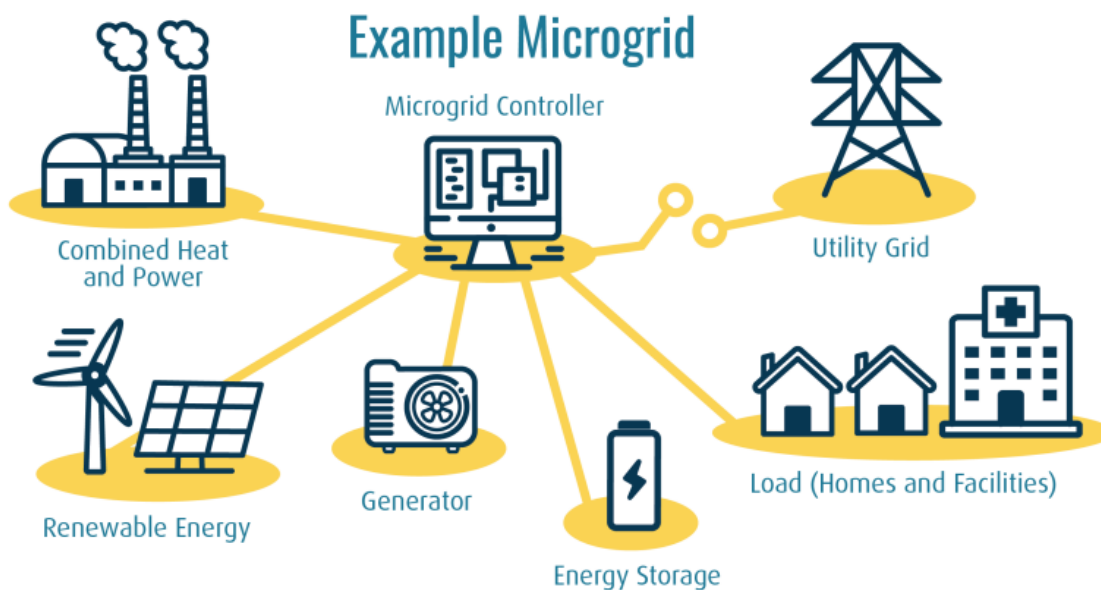 Example Microgrid
Microgrid Controller
Combined Heat
and Power
Utility Grid
Renewable Energy
Generator
Energy Storage
Load (Homes and Facilities)